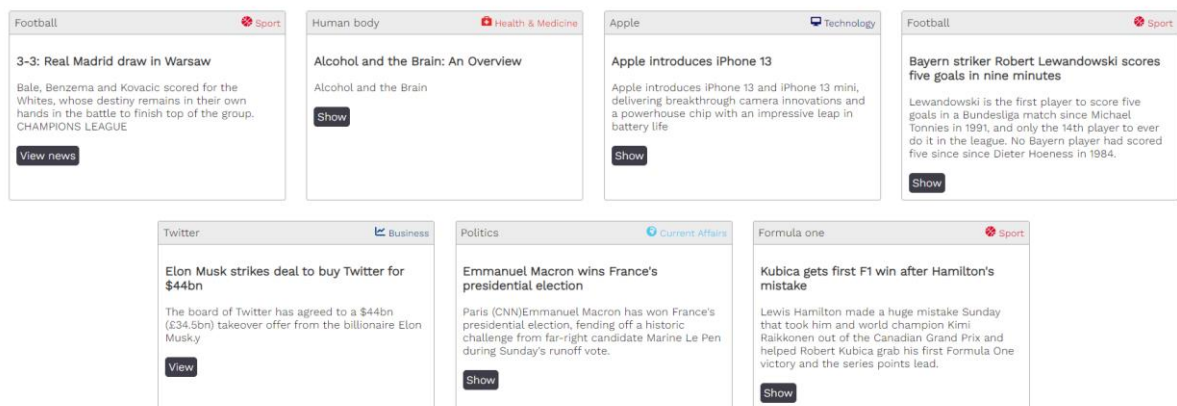 Football Sport
3-3: Real Madrid draw in Warsaw
Bale, Benzema and Kovacic scored for the
Whites, whose destiny remains in their own
hands in the battle to finish top of the group.
CHAMPIONS LEAGUE
View news
Human body Health & Medicine
Alcohol and the Brain: An Overview
Alcohol and the Brain
Show
Apple Technology
Apple introduces iPhone 13
Apple introduces iPhone 13 and iPhone 13 mini,
delivering breakthrough camera innovations and
a powerhouse chip with an impressive leap in
battery life
Show
Football Sport
Bayern striker Robert Lewandowski scores
five goals in nine minutes
Lewandowski is the first player to score five
goals in a Bundesliga match since Michael
Tonnies in 1991, and only the 14th player to ever
do it in the league. No Bayern player had scored
five since since Dieter Hoeness in 1984.
Show
Twitter Business
Elon Musk strikes deal to buy Twitter for
$44bn
The board of Twitter has agreed to a $44bn
(£34.5bn) takeover offer from the billionaire Elon
Musk.y
View
Politics Current Affairs
Emmanuel Macron wins France's
presidential election
Paris (CNN)Emmanuel Macron has won France's
presidential election, fending off a historic
challenge from far-right candidate Marine Le Pen
during Sunday's runoff vote.
Show
Formula one Sport
Kubica gets first F1 win after Hamilton's
mistake
Lewis Hamilton made a huge mistake Sunday
that took him and world champion Kimi
Raikkonen out of the Canadian Grand Prix and
helped Robert Kubica grab his first Formula One
victory and the series points lead.
Show